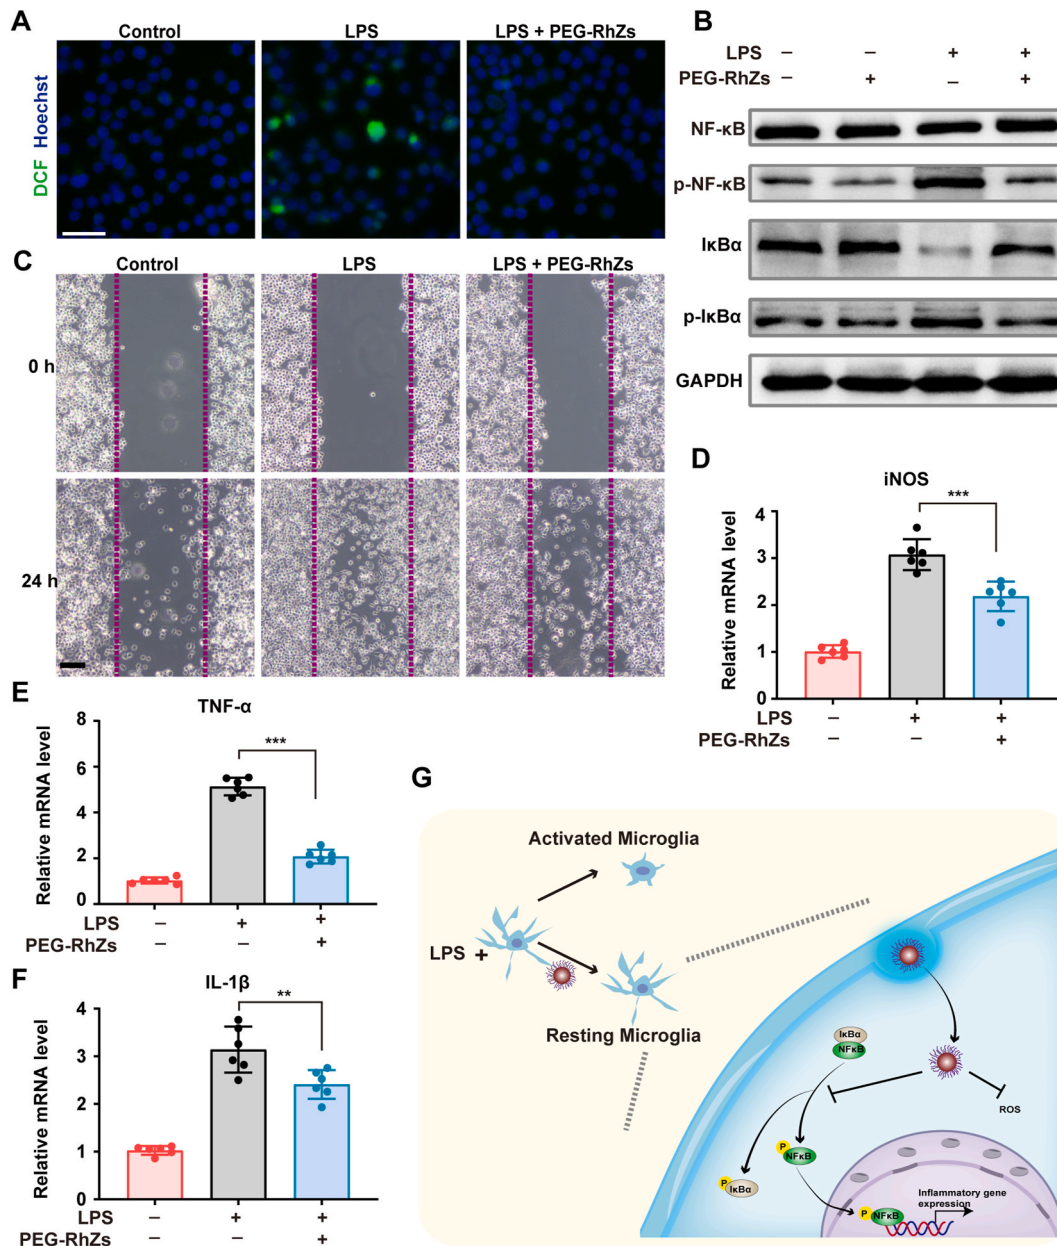 A
Control
LPS
LPS + PEG-RhZs
DCF Hoechst
B
LPS – – + +
PEG-RhZs – + – +
NF-κB
p-NF-κB
IκBα
p-IκBα
GAPDH
C
Control
LPS
LPS + PEG-RhZs
0 h
24 h
D
iNOS
***
Relative mRNA level
4
3
2
1
0
LPS – + +
PEG-RhZs – – +
E
TNF-α
***
Relative mRNA level
8
6
4
2
0
LPS – + +
PEG-RhZs – – +
F
IL-1β
**
Relative mRNA level
4
3
2
1
0
LPS – + +
PEG-RhZs – – +
G
Activated Microglia
LPS +
Resting Microglia
IκBα
NFκB
ROS
P
NFκB
P
IκBα
Inflammatory gene
expression
P
NFκB